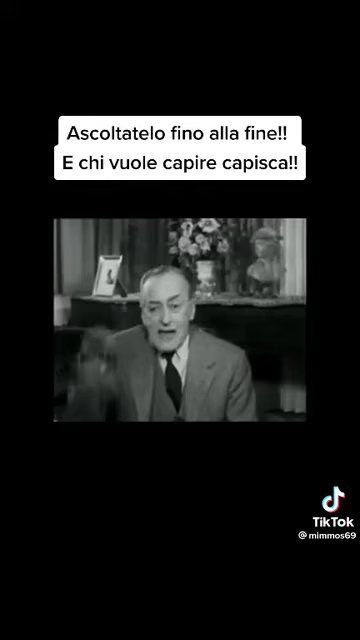 Ascoltatelo fino alla fine!!
E chi vuole capire capisca!!
TikTok
@mimmos69